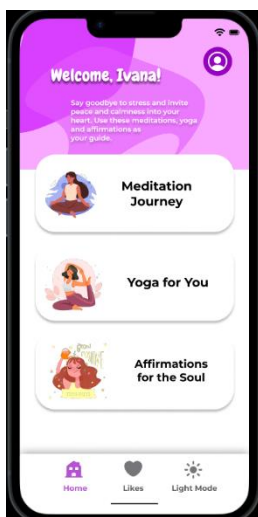 Welcome, Ivana!
Say goodbye to stress and invite
peace and calmness into your
heart. Use these meditations, yoga
and affirmations as
your guide.
Meditation
Journey
Yoga for You
Affirmations
for the Soul
Home
Likes
Light Mode